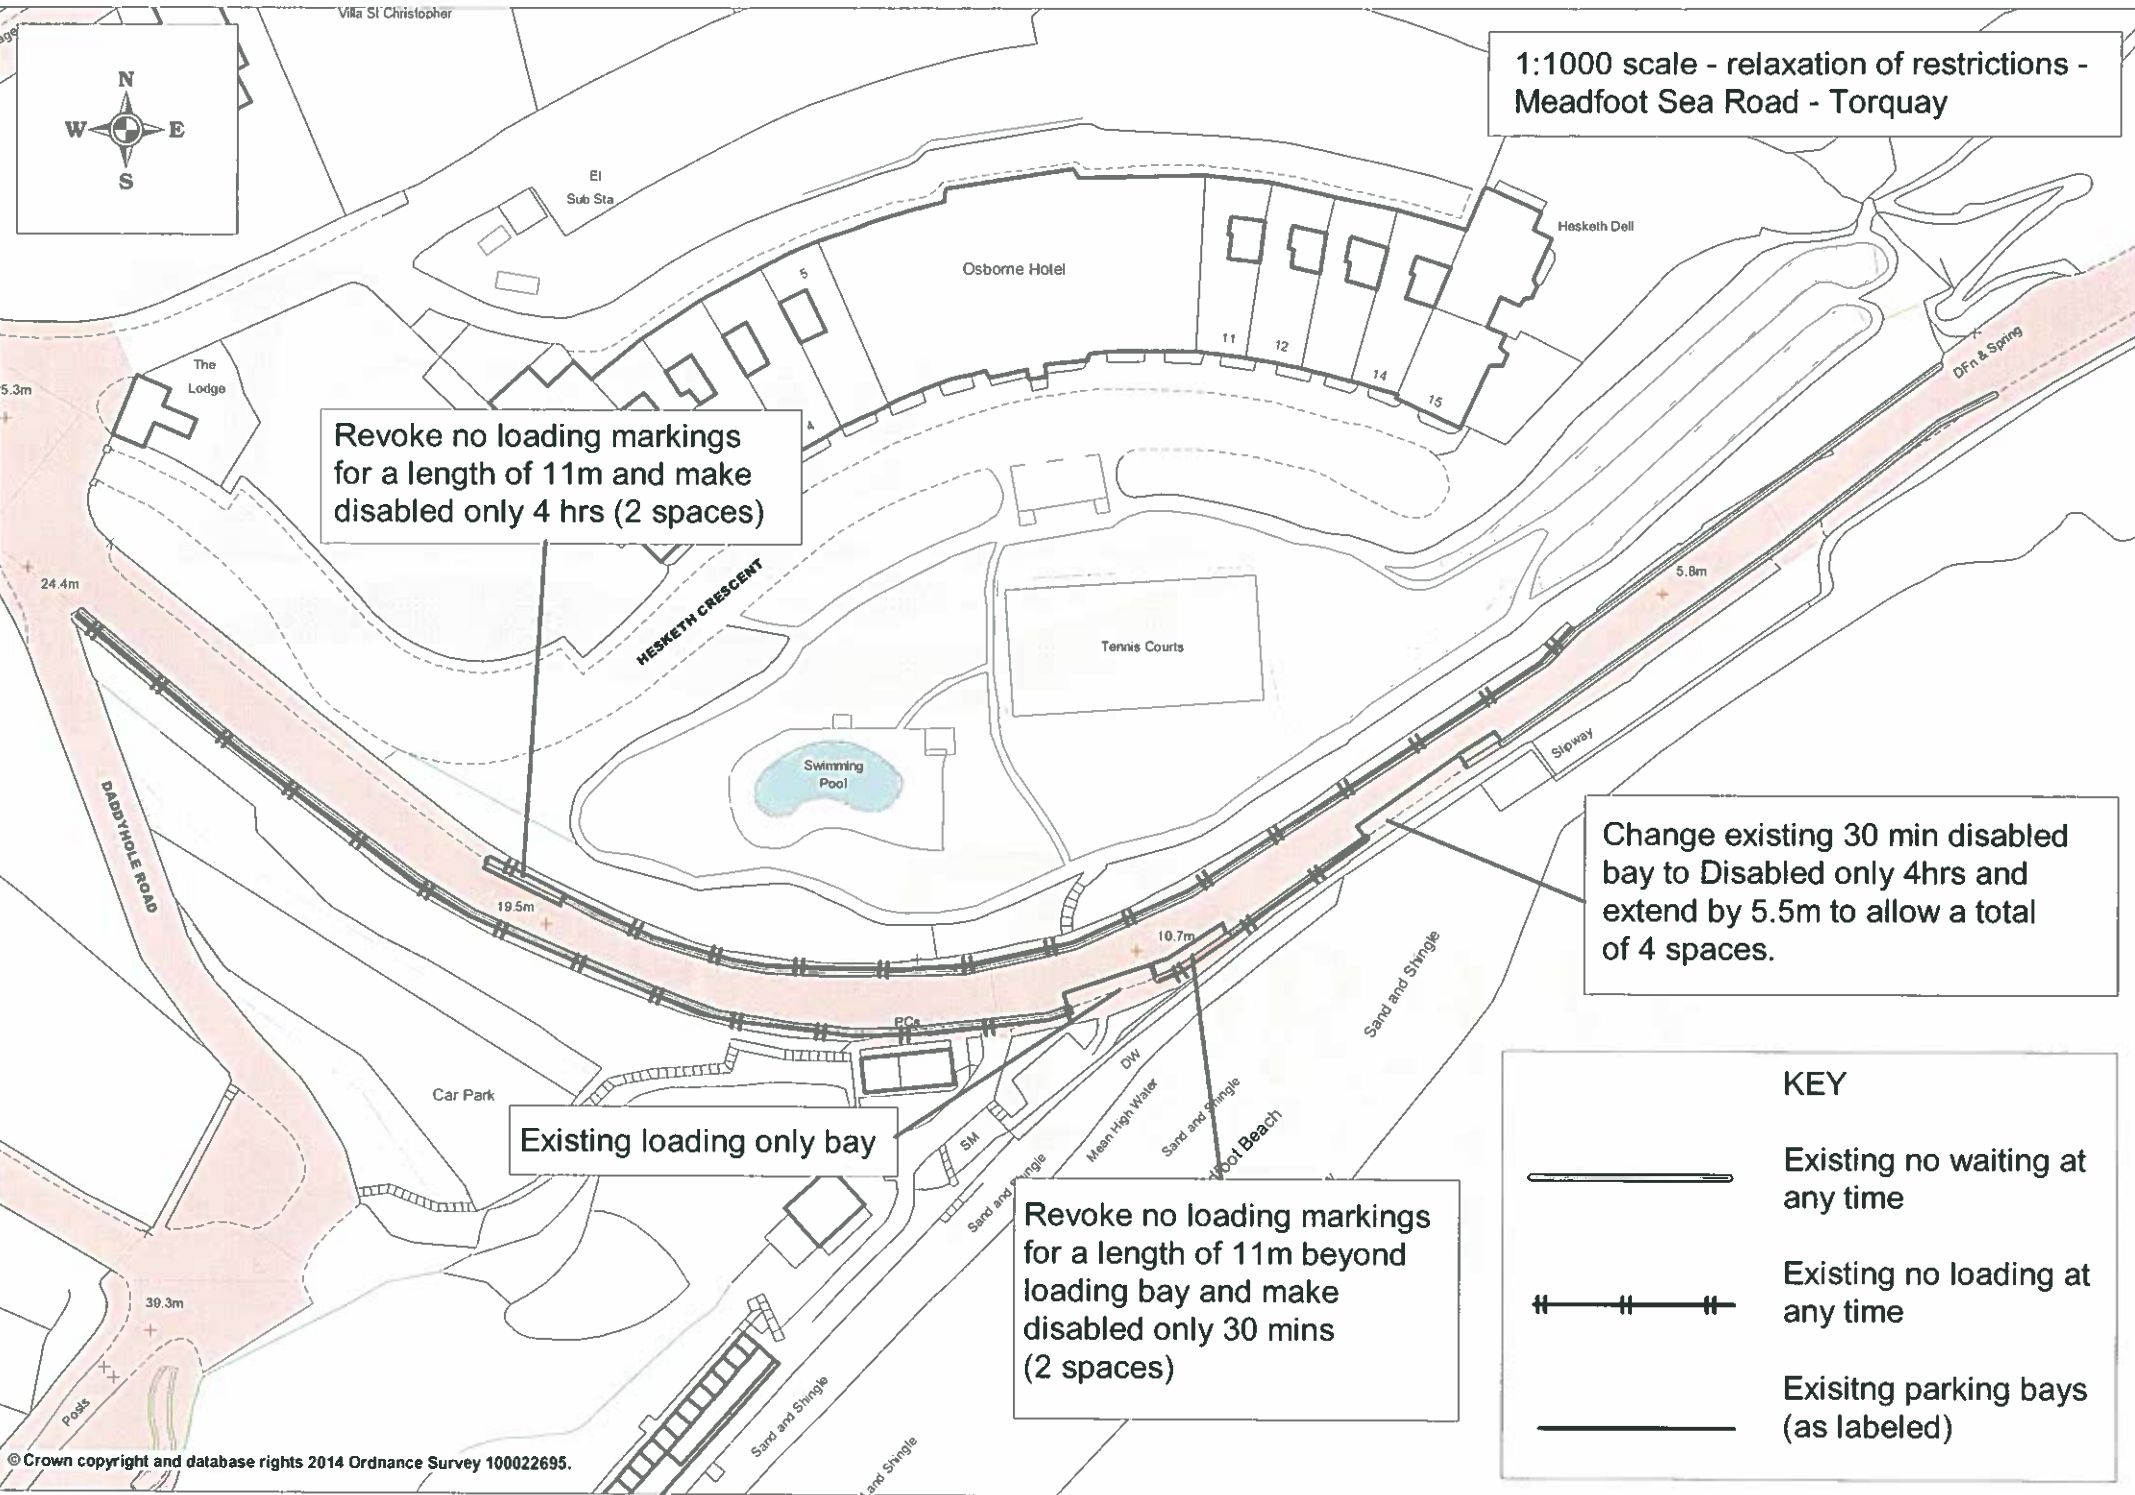 Villa St Christopher
N
W E
S
1:1000 scale - relaxation of restrictions -
Meadfoot Sea Road - Torquay
El
Sub Sta
Hesketh Dell
Osborne Hotel
5
11
12
14
15
4
The
Lodge
5.3m
DFn & Spring
Revoke no loading markings
for a length of 11m and make
disabled only 4 hrs (2 spaces)
24.4m
HESKETH CRESCENT
5.8m
Tennis Courts
Swimming
Pool
Slipway
DADDYHOLE ROAD
19.5m
10.7m
Change existing 30 min disabled
bay to Disabled only 4hrs and
extend by 5.5m to allow a total
of 4 spaces.
Sand and Shingle
PCs
Car Park
DW
Mean High Water
Sand and Shingle
foot Beach
Existing loading only bay
SM
Sand and Shingle
Revoke no loading markings
for a length of 11m beyond
loading bay and make
disabled only 30 mins
(2 spaces)
KEY
Existing no waiting at
any time
Existing no loading at
any time
Exisitng parking bays
(as labeled)
39.3m
Posts
Sand and Shingle
and Shingle
© Crown copyright and database rights 2014 Ordnance Survey 100022695.